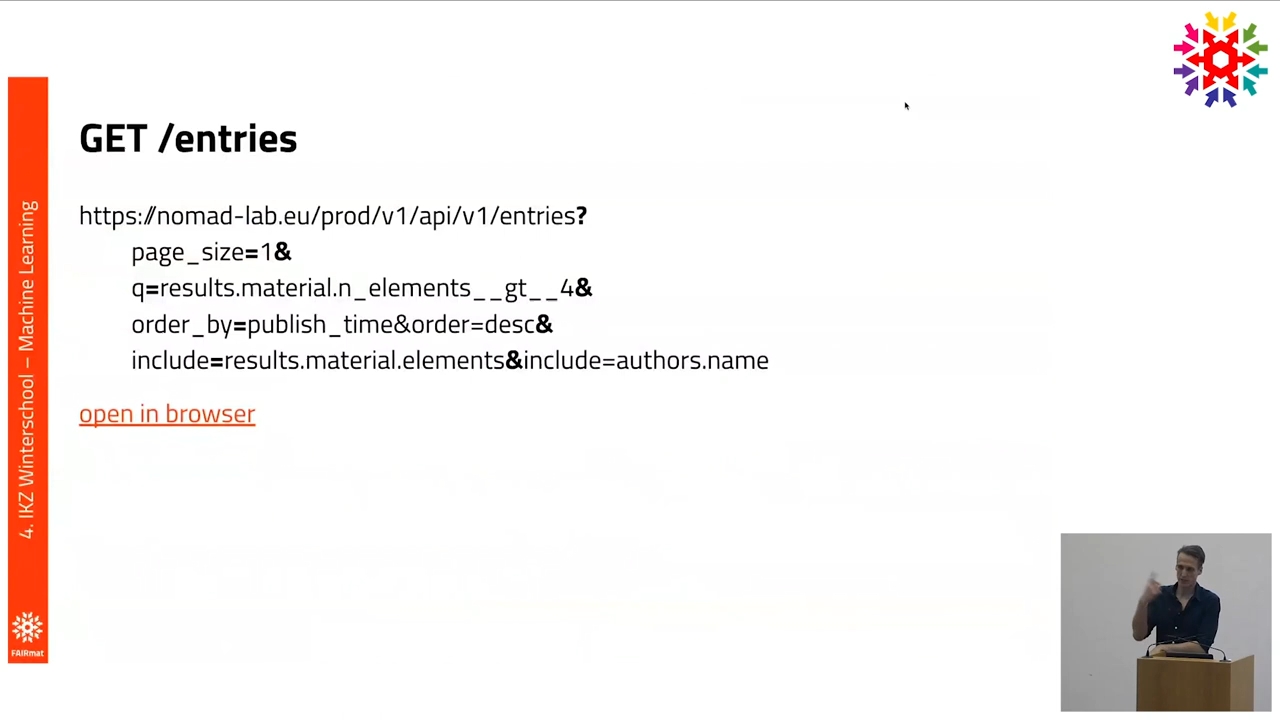 GET /entries
https://nomad-lab.eu/prod/v1/api/v1/entries?
page_size=1&
q=results.material.n_elements__gt__4&
order_by=publish_time&order=desc&
include=results.material.elements&include=authors.name
open in browser
4. IKZ Winterschool – Machine Learning
FAIRmat